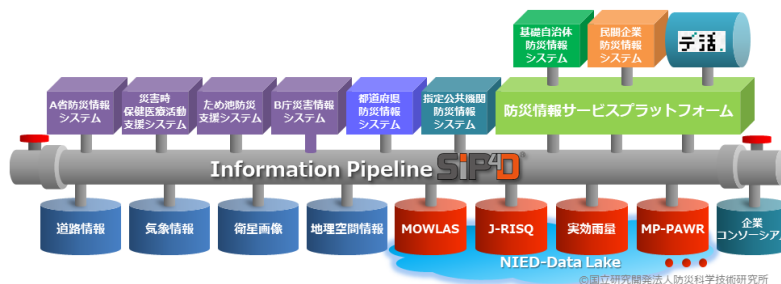 基礎自治体
防災情報
システム
民間企業
防災情報
システム
デ活
A省防災情報
システム
災害時
保健医療活動
支援システム
ため池防災
支援システム
B庁災害情報
システム
都道府県
防災情報
システム
指定公共機関
防災情報
システム
防災情報サービスプラットフォーム
Information Pipeline SIP4D
道路情報
気象情報
衛星画像
地理空間情報
MOWLAS
J-RISQ
実効雨量
MP-PAWR
企業
コンソーシアム
NIED-Data Lake
©国立研究開発法人防災科学技術研究所